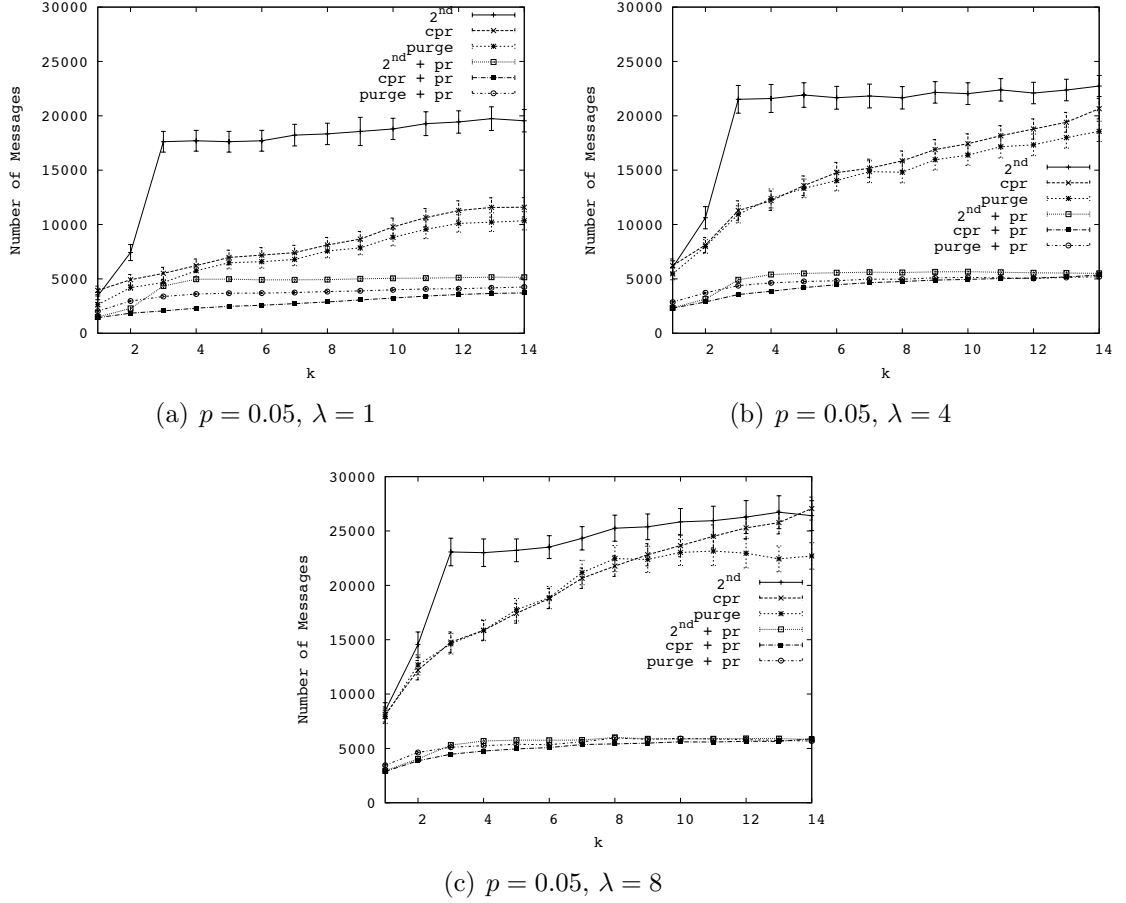 30000
25000
20000
15000
10000
5000
0
Number of Messages
2nd
cpr
purge
2nd + pr
cpr + pr
purge + pr
2 4 6 8 10 12 14
k
(a) p = 0.05, λ = 1
30000
25000
20000
15000
10000
5000
0
Number of Messages
2nd
cpr
purge
2nd + pr
cpr + pr
purge + pr
2 4 6 8 10 12 14
k
(b) p = 0.05, λ = 4
30000
25000
20000
15000
10000
5000
0
Number of Messages
2nd
cpr
purge
2nd + pr
cpr + pr
purge + pr
2 4 6 8 10 12 14
k
(c) p = 0.05, λ = 8